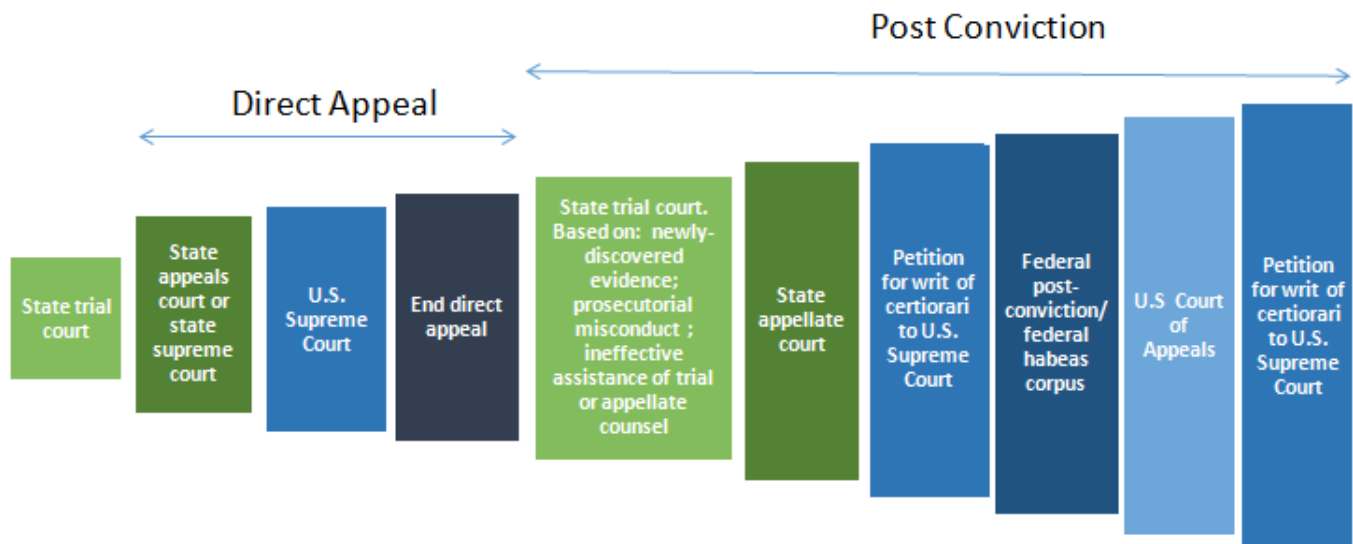 Post Conviction
Direct Appeal
State trial
court
State
appeals
court or
state
supreme
court
U.S.
Supreme
Court
End direct
appeal
State trial court.
Based on: newly-
discovered
evidence;
prosecutorial
misconduct ;
ineffective
assistance of trial
or appellate
counsel
State
appellate
court
Petition
for writ of
certiorari
to U.S.
Supreme
Court
Federal
post-
conviction/
federal
habeas
corpus
U.S Court
of
Appeals
Petition
for writ of
certiorari
to U.S.
Supreme
Court